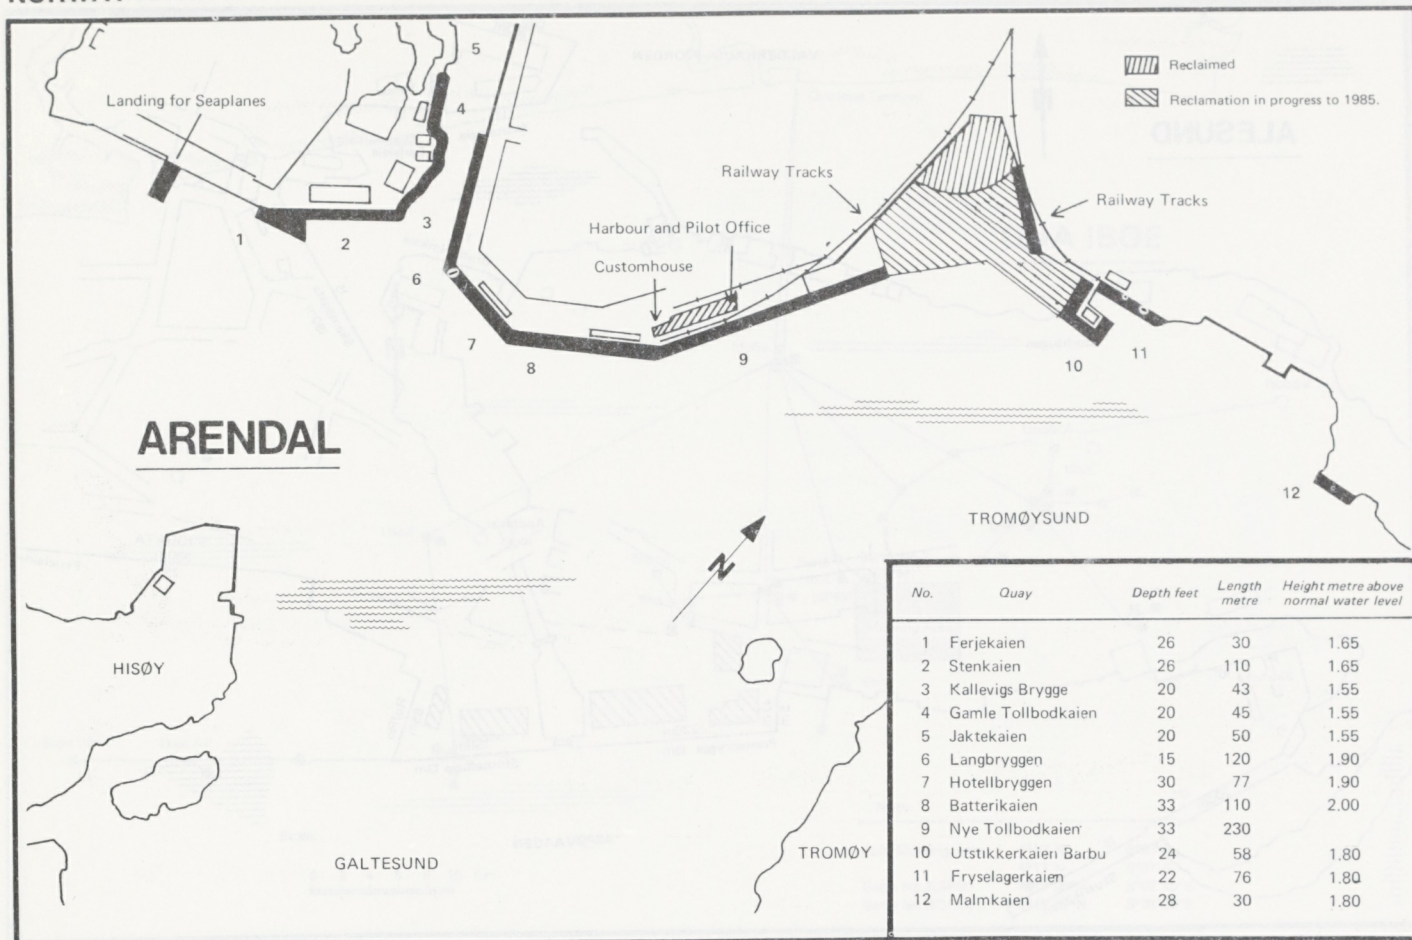 Landing for Seaplanes
5
4
3
1
2
6
7
8
9
10
11
12
Reclaimed
Reclamation in progress to 1985.
Railway Tracks
Railway Tracks
Harbour and Pilot Office
Customhouse
ARENDAL
TROMØYSUND
N
HISØY
GALTESUND
TROMØY
No. Quay Depth feet Length metre Height metre above normal water level
1 Ferjekaien 26 30 1.65
2 Stenkaien 26 110 1.65
3 Kallevigs Brygge 20 43 1.55
4 Gamle Tollbodkaien 20 45 1.55
5 Jaktekaien 20 50 1.55
6 Langbryggen 15 120 1.90
7 Hotellbryggen 30 77 1.90
8 Batterikaien 33 110 2.00
9 Nye Tollbodkaien 33 230
10 Utstikkerkaien Barbu 24 58 1.80
11 Fryselagerkaien 22 76 1.80
12 Malmkaien 28 30 1.80